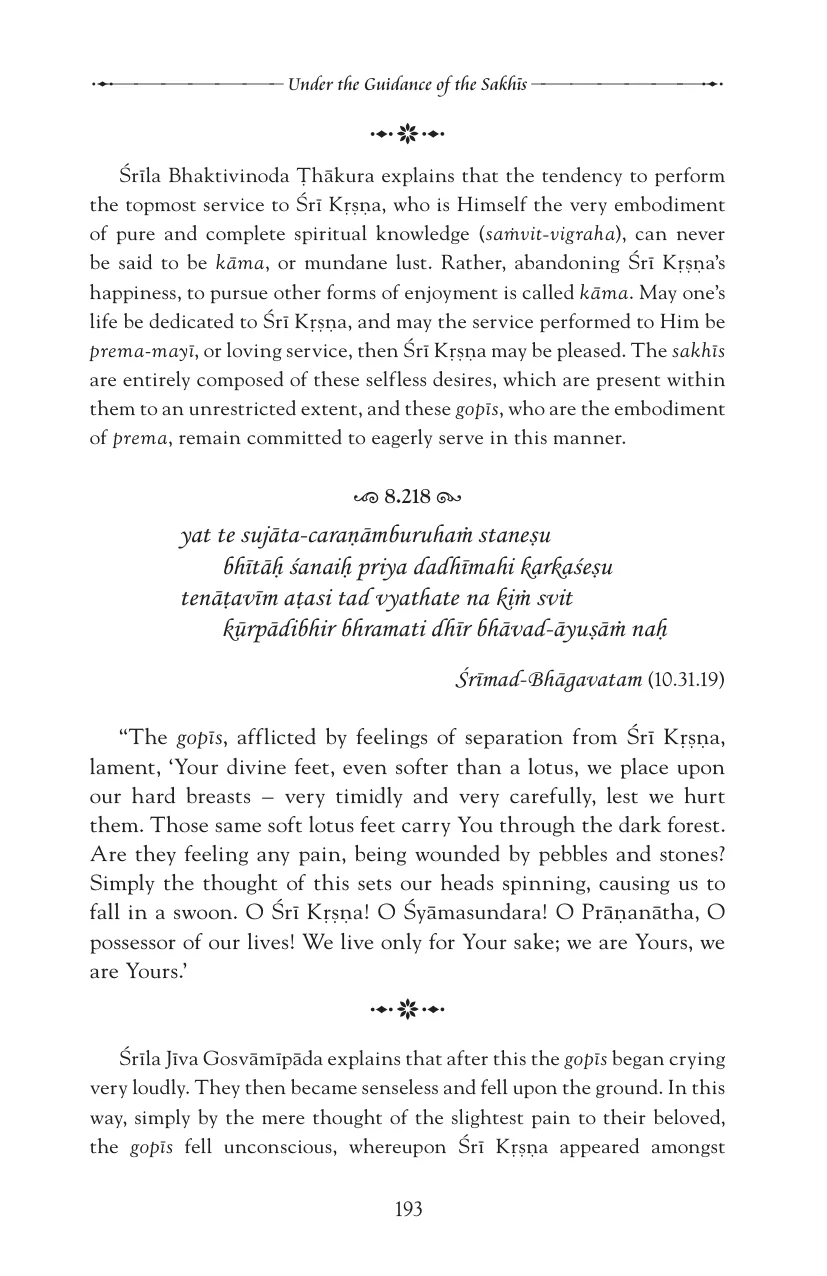 Under the Guidance of the Sakhīs
Śrīla Bhaktivinoda Ṭhākura explains that the tendency to perform
the topmost service to Śrī Kṛṣṇa, who is Himself the very embodiment
of pure and complete spiritual knowledge (saṁvit-vigraha), can never
be said to be kāma, or mundane lust. Rather, abandoning Śrī Kṛṣṇa’s
happiness, to pursue other forms of enjoyment is called kāma. May one’s
life be dedicated to Śrī Kṛṣṇa, and may the service performed to Him be
prema-mayī, or loving service, then Śrī Kṛṣṇa may be pleased. The sakhīs
are entirely composed of these selfless desires, which are present within
them to an unrestricted extent, and these gopīs, who are the embodiment
of prema, remain committed to eagerly serve in this manner.
8.218
yat te sujāta-caraṇāmburuhaṁ staneṣu
bhītāḥ śanaiḥ priya dadhīmahi karkaśeṣu
tenāṭavīm aṭasi tad vyathate na kiṁ svit
kūrpādibhir bhramati dhīr bhāvad-āyuṣāṁ naḥ
Śrīmad-Bhāgavatam (10.31.19)
“The gopīs, afflicted by feelings of separation from Śrī Kṛṣṇa,
lament, ‘Your divine feet, even softer than a lotus, we place upon
our hard breasts – very timidly and very carefully, lest we hurt
them. Those same soft lotus feet carry You through the dark forest.
Are they feeling any pain, being wounded by pebbles and stones?
Simply the thought of this sets our heads spinning, causing us to
fall in a swoon. O Śrī Kṛṣṇa! O Śyāmasundara! O Prāṇanātha, O
possessor of our lives! We live only for Your sake; we are Yours, we
are Yours.’
Śrīla Jīva Gosvāmīpāda explains that after this the gopīs began crying
very loudly. They then became senseless and fell upon the ground. In this
way, simply by the mere thought of the slightest pain to their beloved,
the gopīs fell unconscious, whereupon Śrī Kṛṣṇa appeared amongst
193